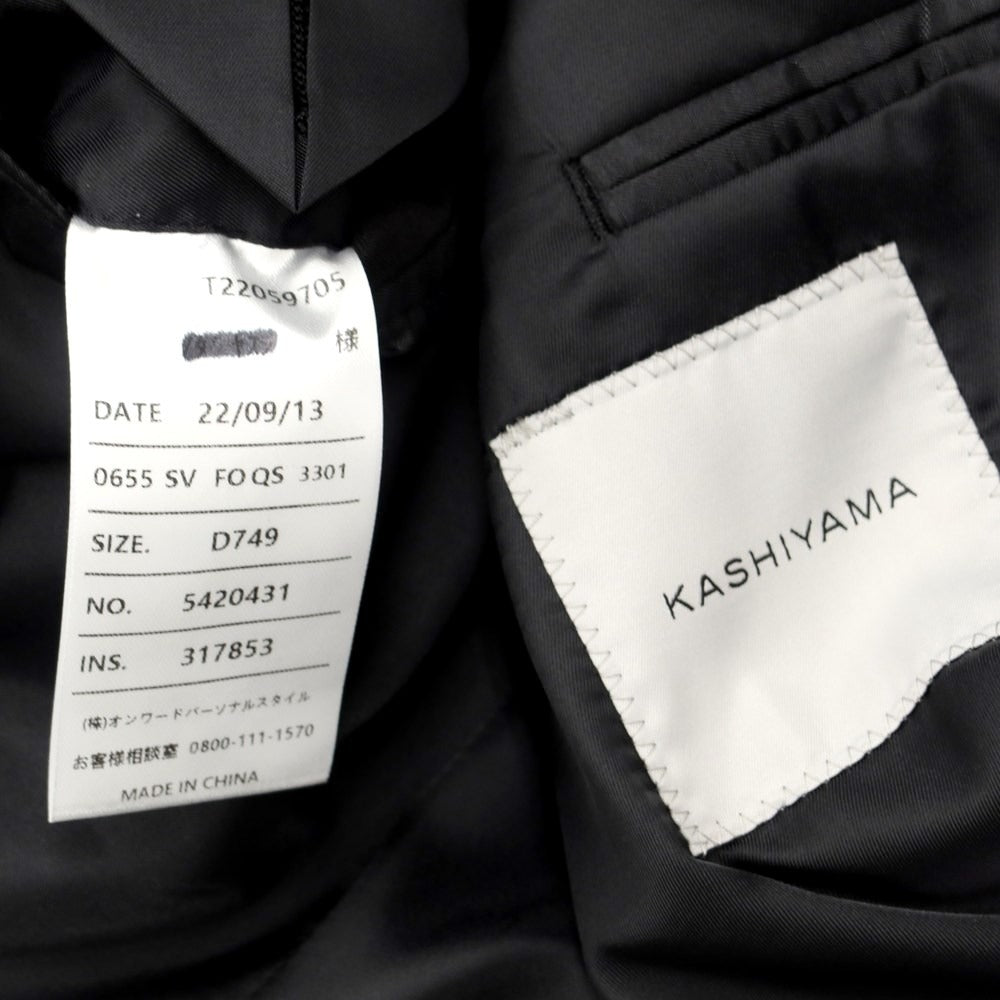 T22059705
様
DATE 22/09/13
0655 SV FOQS 3301
SIZE. D749
NO. 5420431
INS. 317853
(株)オンワードパーソナルスタイル
お客様相談室 0800-111-1570
MADE IN CHINA
KASHIYAMA